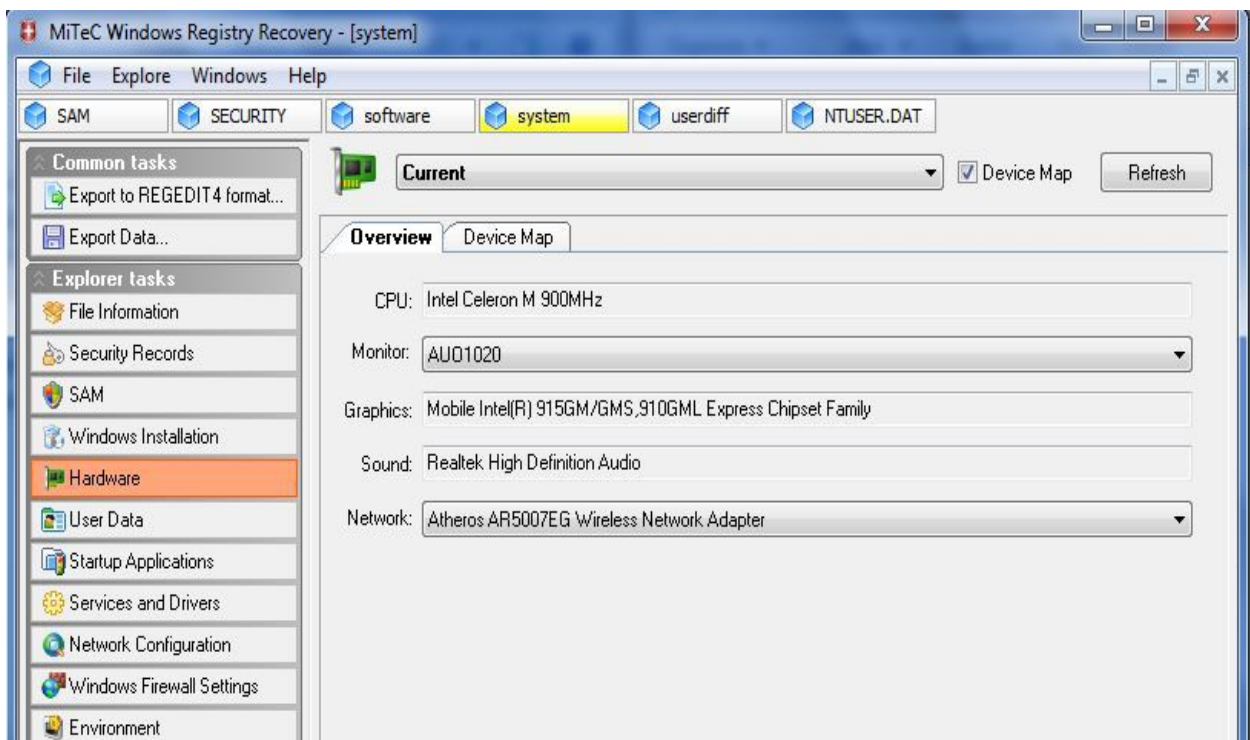 MiTeC Windows Registry Recovery - [system]
File Explore Windows Help
SAM SECURITY software system userdiff NTUSER.DAT
Common tasks
Export to REGEDIT4 format...
Export Data...
Explorer tasks
File Information
Security Records
SAM
Windows Installation
Hardware
User Data
Startup Applications
Services and Drivers
Network Configuration
Windows Firewall Settings
Environment
Current Device Map Refresh
Overview Device Map
CPU: Intel Celeron M 900MHz
Monitor: AUO1020
Graphics: Mobile Intel(R) 915GM/GMS,910GML Express Chipset Family
Sound: Realtek High Definition Audio
Network: Atheros AR5007EG Wireless Network Adapter